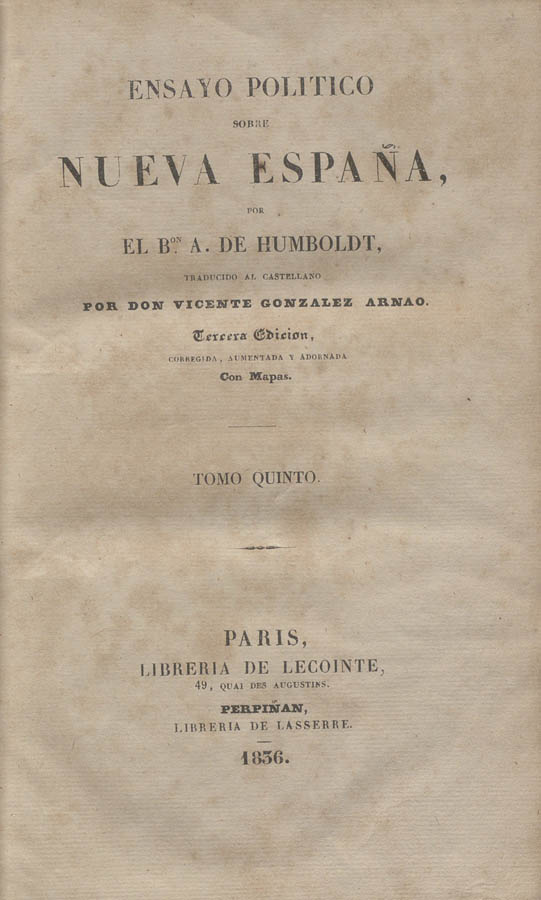 ENSAYO POLITICO
SOBRE
NUEVA ESPAÑA,
POR
EL Bᴼᴺ. A. DE HUMBOLDT,
TRADUCIDO AL CASTELLANO
POR DON VICENTE GONZALEZ ARNAO.
Tercera Edicion,
CORREGIDA, AUMENTADA Y ADORNADA
Con Mapas.
TOMO QUINTO.
PARIS,
LIBRERIA DE LECOINTE,
49, QUAI DES AUGUSTINS.
PERPIÑAN,
LIBRERIA DE LASSERRE.
1836.